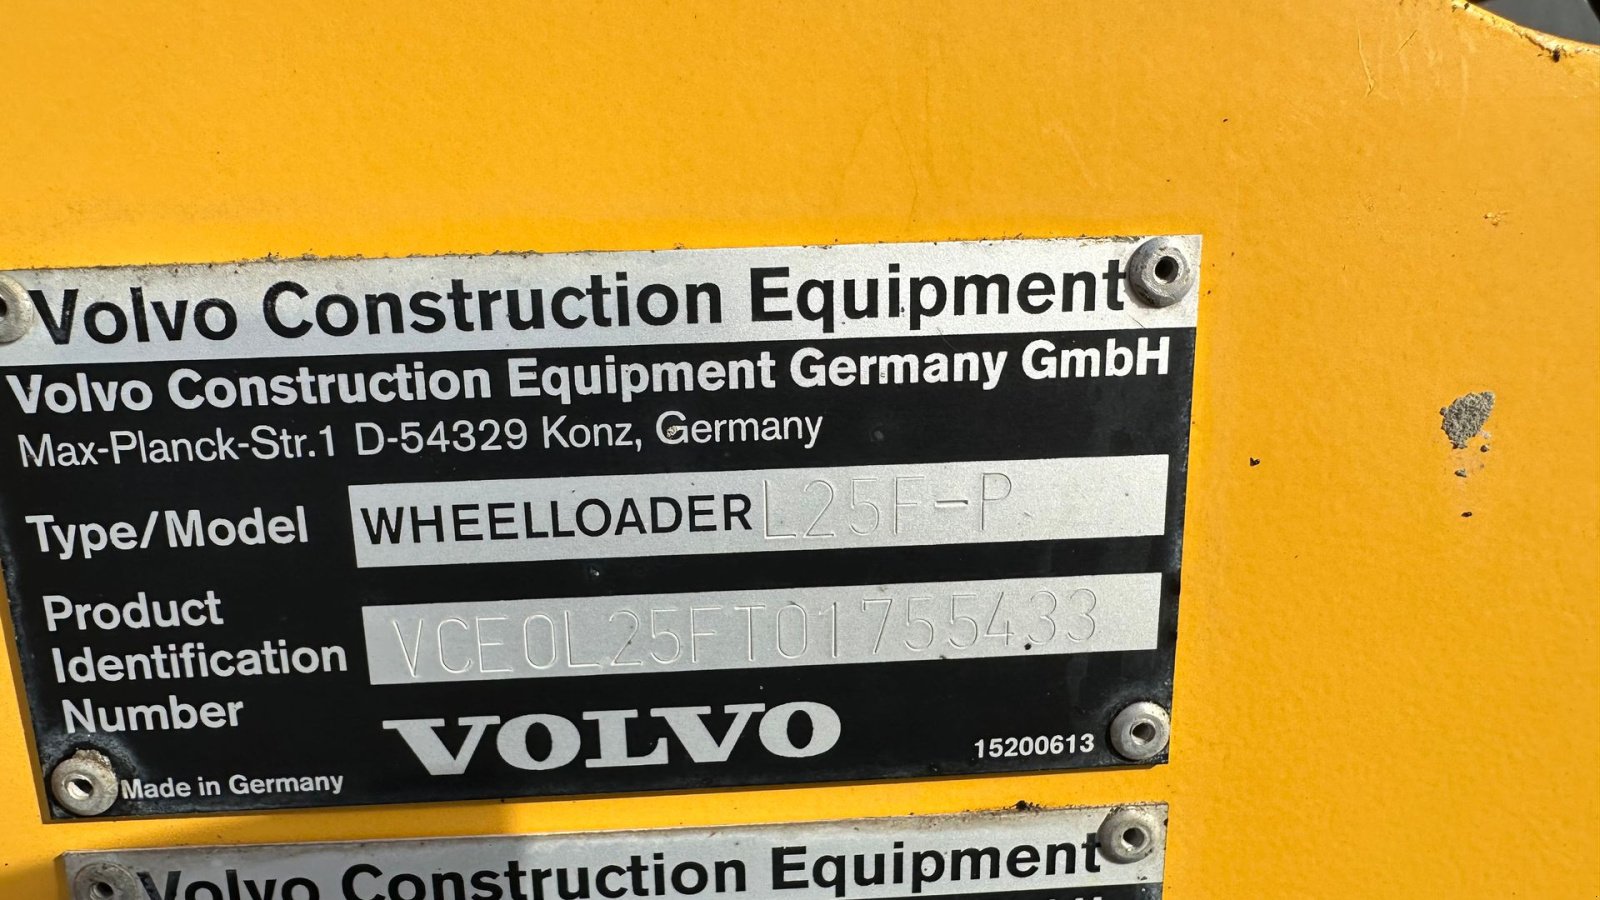 Volvo Construction Equipment
Volvo Construction Equipment Germany GmbH
Max-Planck-Str.1 D-54329 Konz, Germany
Type/Model WHEELLOADER L25F-P
Product Identification Number VCE0L25FT01755433
VOLVO
15200613
Made in Germany
Volvo Construction Equipment